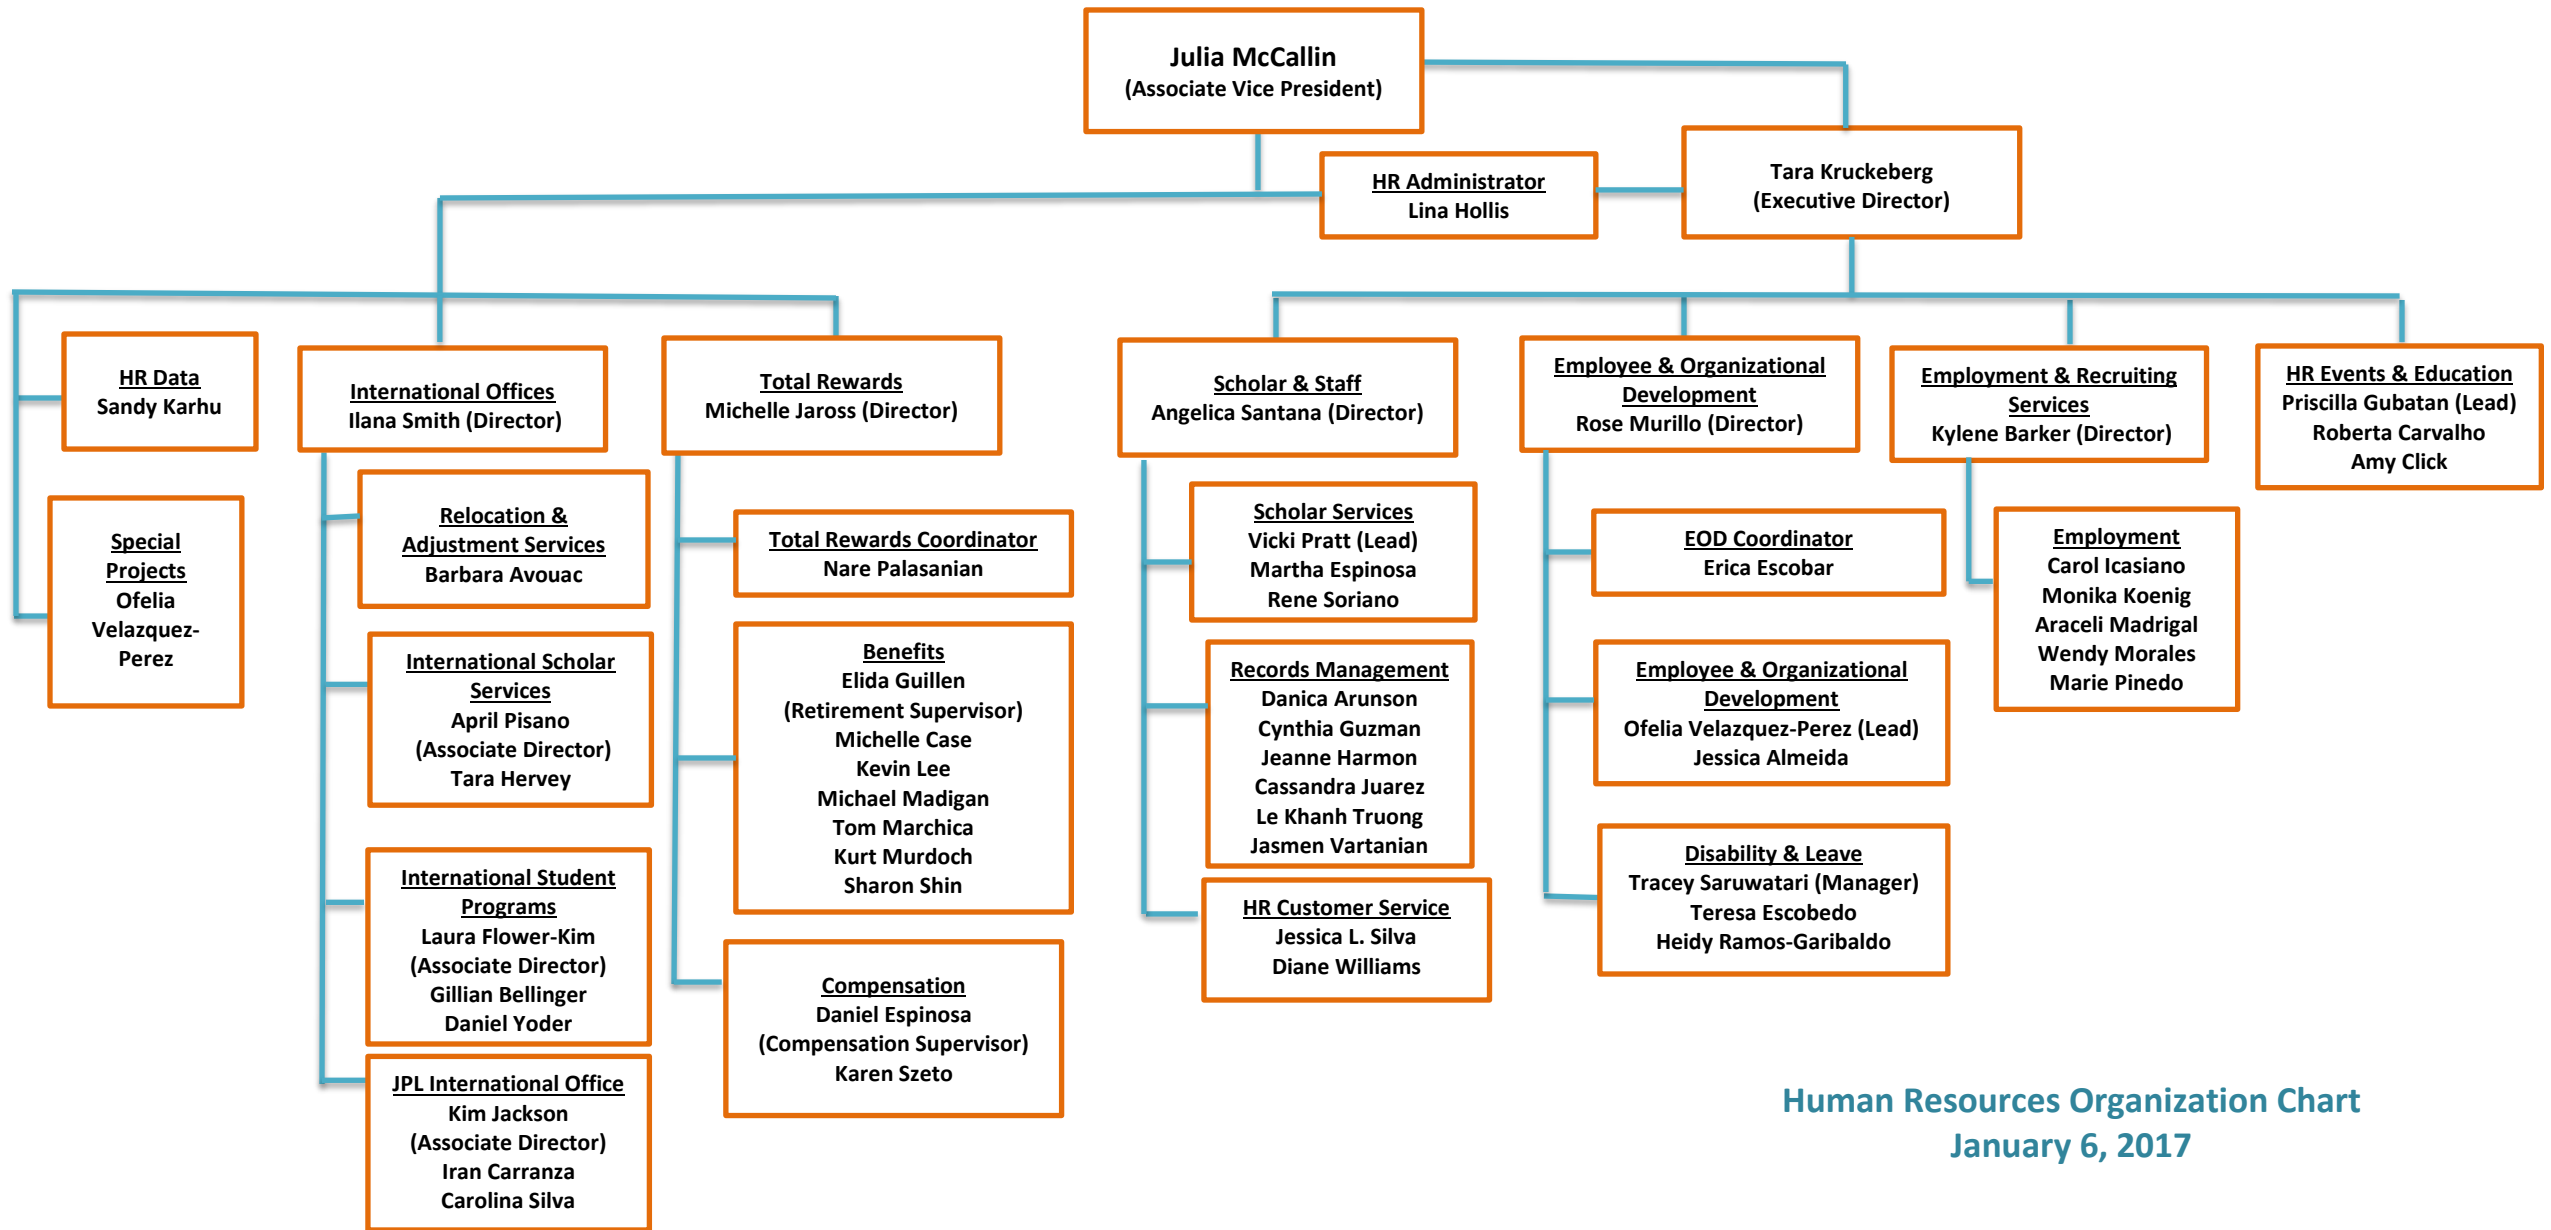 Julia McCallin
(Associate Vice President)
HR Administrator
Lina Hollis
Tara Kruckeberg
(Executive Director)
HR Data
Sandy Karhu
Special
Projects
Ofelia
Velazquez-
Perez
International Offices
Ilana Smith (Director)
Relocation &
Adjustment Services
Barbara Avouac
International Scholar
Services
April Pisano
(Associate Director)
Tara Hervey
International Student
Programs
Laura Flower-Kim
(Associate Director)
Gillian Bellinger
Daniel Yoder
JPL International Office
Kim Jackson
(Associate Director)
Iran Carranza
Carolina Silva
Total Rewards
Michelle Jaross (Director)
Total Rewards Coordinator
Nare Palasanian
Benefits
Elida Guillen
(Retirement Supervisor)
Michelle Case
Kevin Lee
Michael Madigan
Tom Marchica
Kurt Murdoch
Sharon Shin
Compensation
Daniel Espinosa
(Compensation Supervisor)
Karen Szeto
Scholar & Staff
Angelica Santana (Director)
Scholar Services
Vicki Pratt (Lead)
Martha Espinosa
Rene Soriano
Records Management
Danica Arunson
Cynthia Guzman
Jeanne Harmon
Cassandra Juarez
Le Khanh Truong
Jasmen Vartanian
HR Customer Service
Jessica L. Silva
Diane Williams
Employee & Organizational
Development
Rose Murillo (Director)
EOD Coordinator
Erica Escobar
Employee & Organizational
Development
Ofelia Velazquez-Perez (Lead)
Jessica Almeida
Disability & Leave
Tracey Saruwatari (Manager)
Teresa Escobedo
Heidy Ramos-Garibaldo
Employment & Recruiting
Services
Kylene Barker (Director)
Employment
Carol Icasiano
Monika Koenig
Araceli Madrigal
Wendy Morales
Marie Pinedo
HR Events & Education
Priscilla Gubatan (Lead)
Roberta Carvalho
Amy Click
Human Resources Organization Chart
January 6, 2017